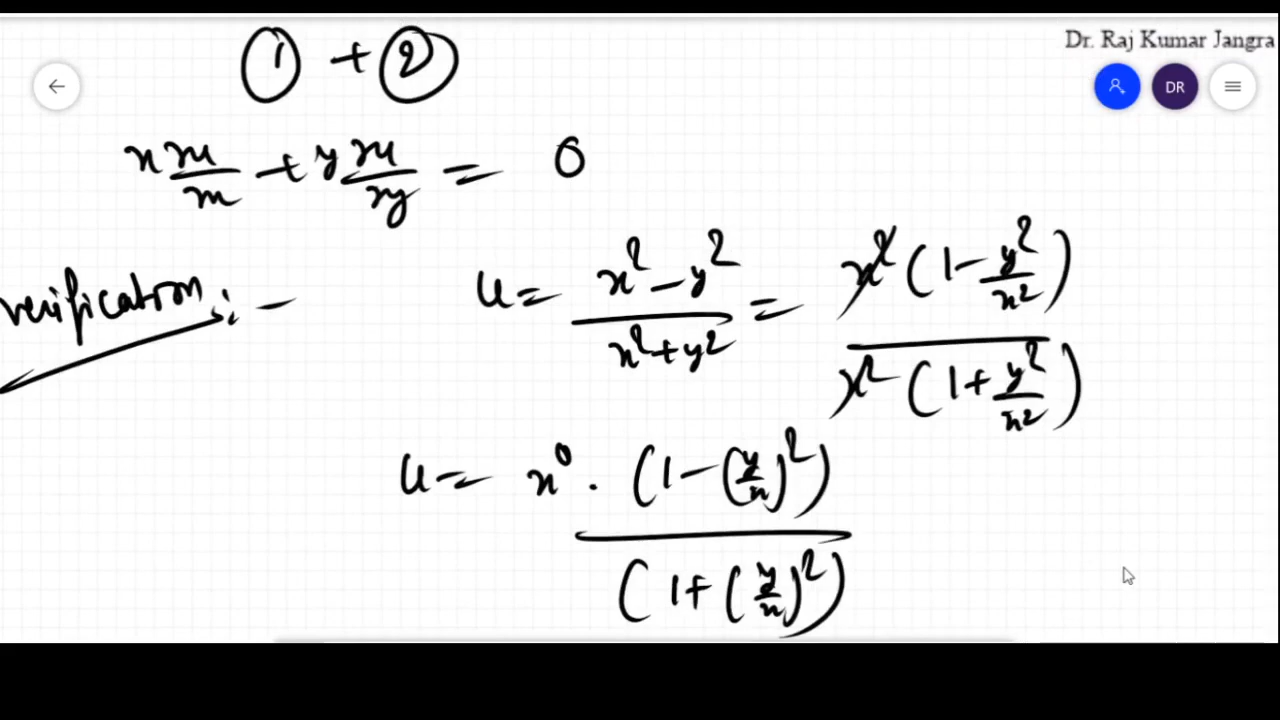 Dr. Raj Kumar Jangra
① + ②
DR
x ∂u/∂x + y ∂u/∂y = 0
verification :- u = (x² - y²)/(x² + y²) = x² (1 - y²/x²) / x² (1 + y²/x²)
u = x⁰ · (1 - (y/x)²) / (1 + (y/x)²)